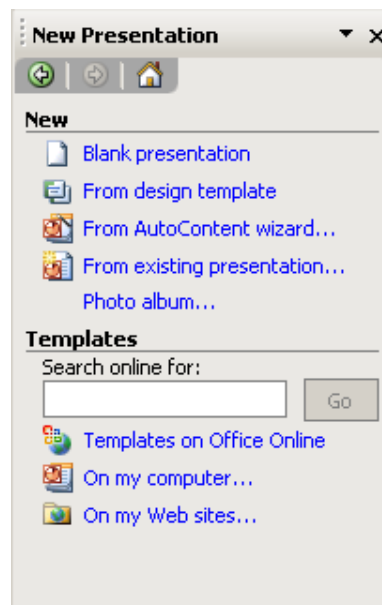 New Presentation
New
Blank presentation
From design template
From AutoContent wizard...
From existing presentation...
Photo album...
Templates
Search online for:
Go
Templates on Office Online
On my computer...
On my Web sites...